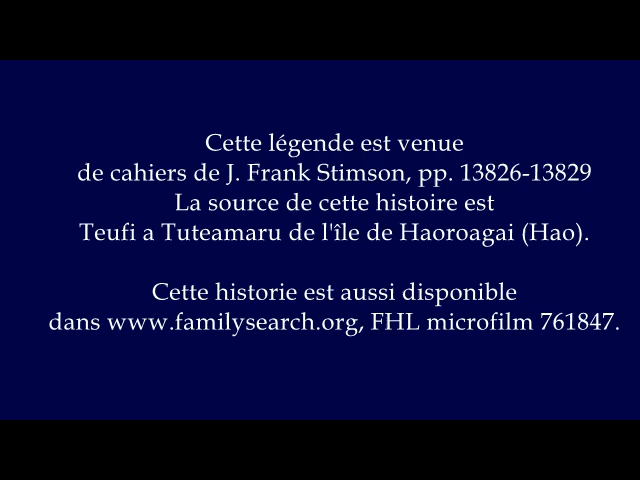 Cette légende est venue
de cahiers de J. Frank Stimson, pp. 13826-13829
La source de cette histoire est
Teufi a Tuteamaru de l'île de Haoroagai (Hao).
Cette historie est aussi disponible
dans www.familysearch.org, FHL microfilm 761847.